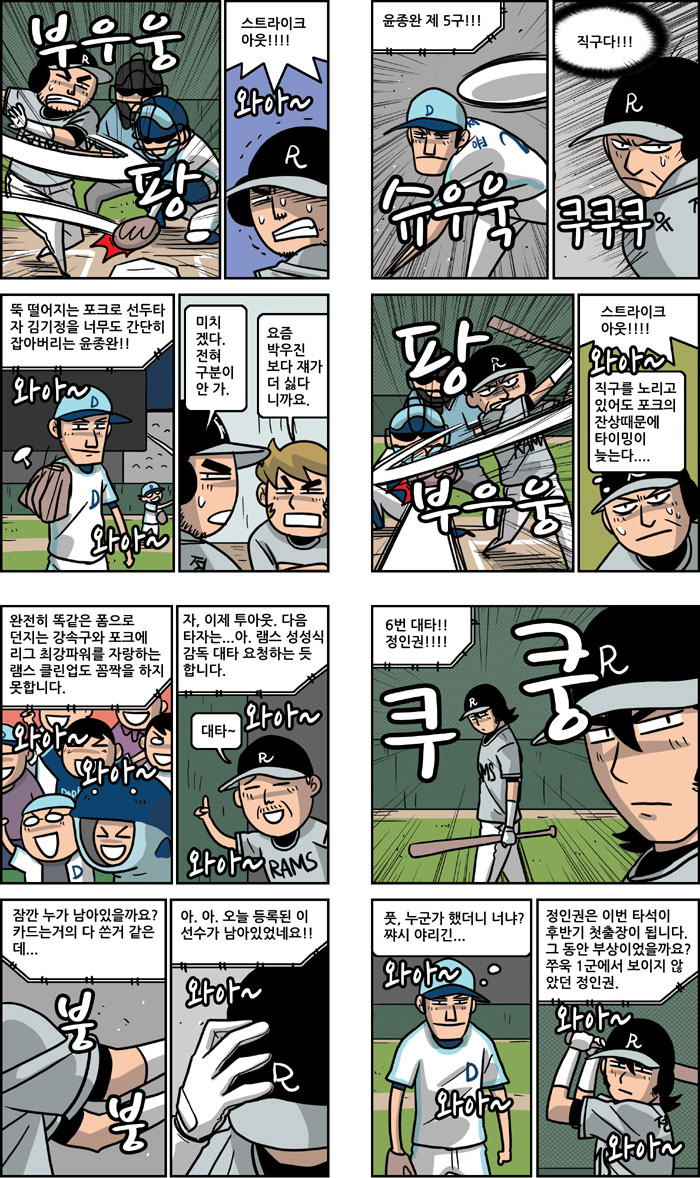 부우웅
R
팡
스트라이크
아웃!!!!
와아~
R
뚝 떨어지는 포크로 선두타
자 김기정을 너무도 간단히
잡아버리는 윤종완!!
와아~
D
D
와아~
미치
겠다.
전혀
구분이
안 가.
요즘
박우진
보다 쟤가
더 싫다
니까요.
윤종완 제 5구!!!
D
슈우욱
직구다!!!
R
쿠쿠쿠
팡
R
RAMS
부우웅
스트라이크
아웃!!!!
와아~
직구를 노리고
있어도 포크의
잔상때문에
타이밍이
늦는다....
완전히 똑같은 폼으로
던지는 강속구와 포크에
리그 최강파워를 자랑하는
램스 클린업도 꼼짝을 하지
못합니다.
와아~
와아~
D
자, 이제 투아웃. 다음
타자는...아. 램스 성성식
감독 대타 요청하는 듯
합니다.
와아~
대타~
R
와아~
RAMS
잠깐 누가 남아있을까요?
카드는거의 다 쓴거 같은
데...
붕
붕
아. 아. 오늘 등록된 이
선수가 남아있었네요!!
와아~
R
6번 대타!!
정인권!!!!
쿠
쿵
R
R
풋, 누군가 했더니 너냐?
쨔시 야리긴...
와아~
D
와아~
정인권은 이번 타석이
후반기 첫출장이 됩니다.
그 동안 부상이었을까요?
쭈욱 1군에서 보이지 않
았던 정인권.
와아~
R
와아~